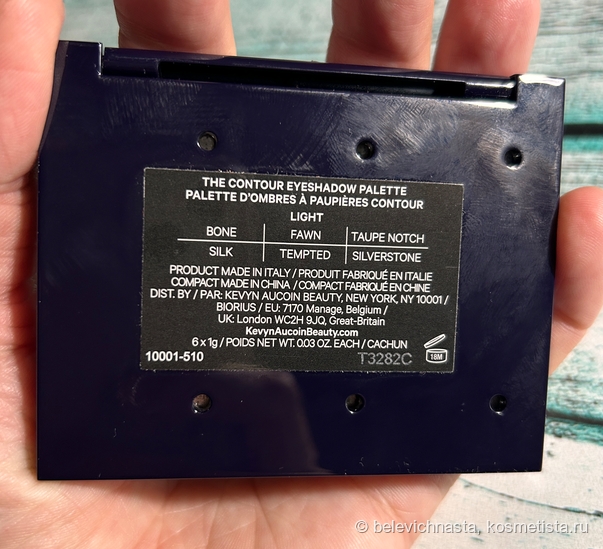 THE CONTOUR EYESHADOW PALETTE
PALETTE D'OMBRES À PAUPIÈRES CONTOUR
LIGHT
BONE FAWN TAUPE NOTCH
SILK TEMPTED SILVERSTONE
PRODUCT MADE IN ITALY / PRODUIT FABRIQUÉ EN ITALIE
COMPACT MADE IN CHINA / COMPACT FABRIQUÉ EN CHINE
DIST. BY / PAR: KEVYN AUCOIN BEAUTY, NEW YORK, NY 10001 /
BIORIUS / EU: 7170 Manage, Belgium /
UK: London WC2H 9JQ, Great-Britain
KevynAucoinBeauty.com
6 x 1g / POIDS NET WT. 0.03 OZ. EACH / CACHUN
10001-510 T3282C 18M
© belevichnasta, kosmetista.ru